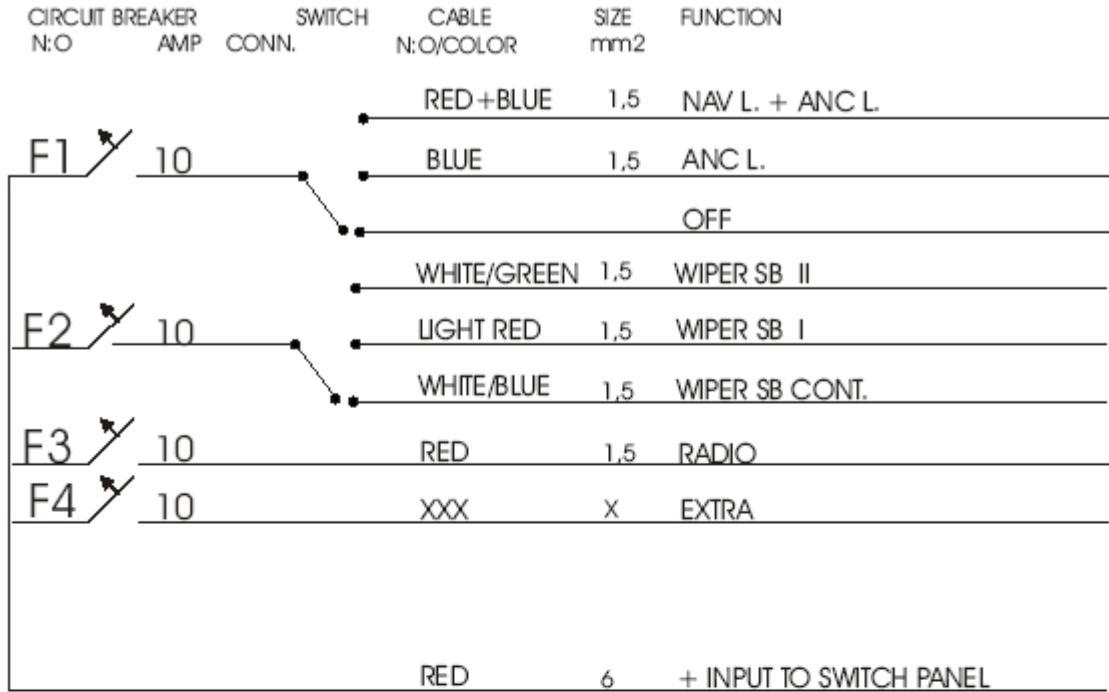 CIRCUIT BREAKER SWITCH CABLE SIZE FUNCTION
N:O AMP CONN. N:O/COLOR mm2
RED+BLUE 1,5 NAV L. + ANC L.
F1 10 BLUE 1,5 ANC L.
OFF
WHITE/GREEN 1,5 WIPER SB II
F2 10 LIGHT RED 1,5 WIPER SB I
WHITE/BLUE 1,5 WIPER SB CONT.
F3 10 RED 1,5 RADIO
F4 10 XXX X EXTRA
RED 6 + INPUT TO SWITCH PANEL